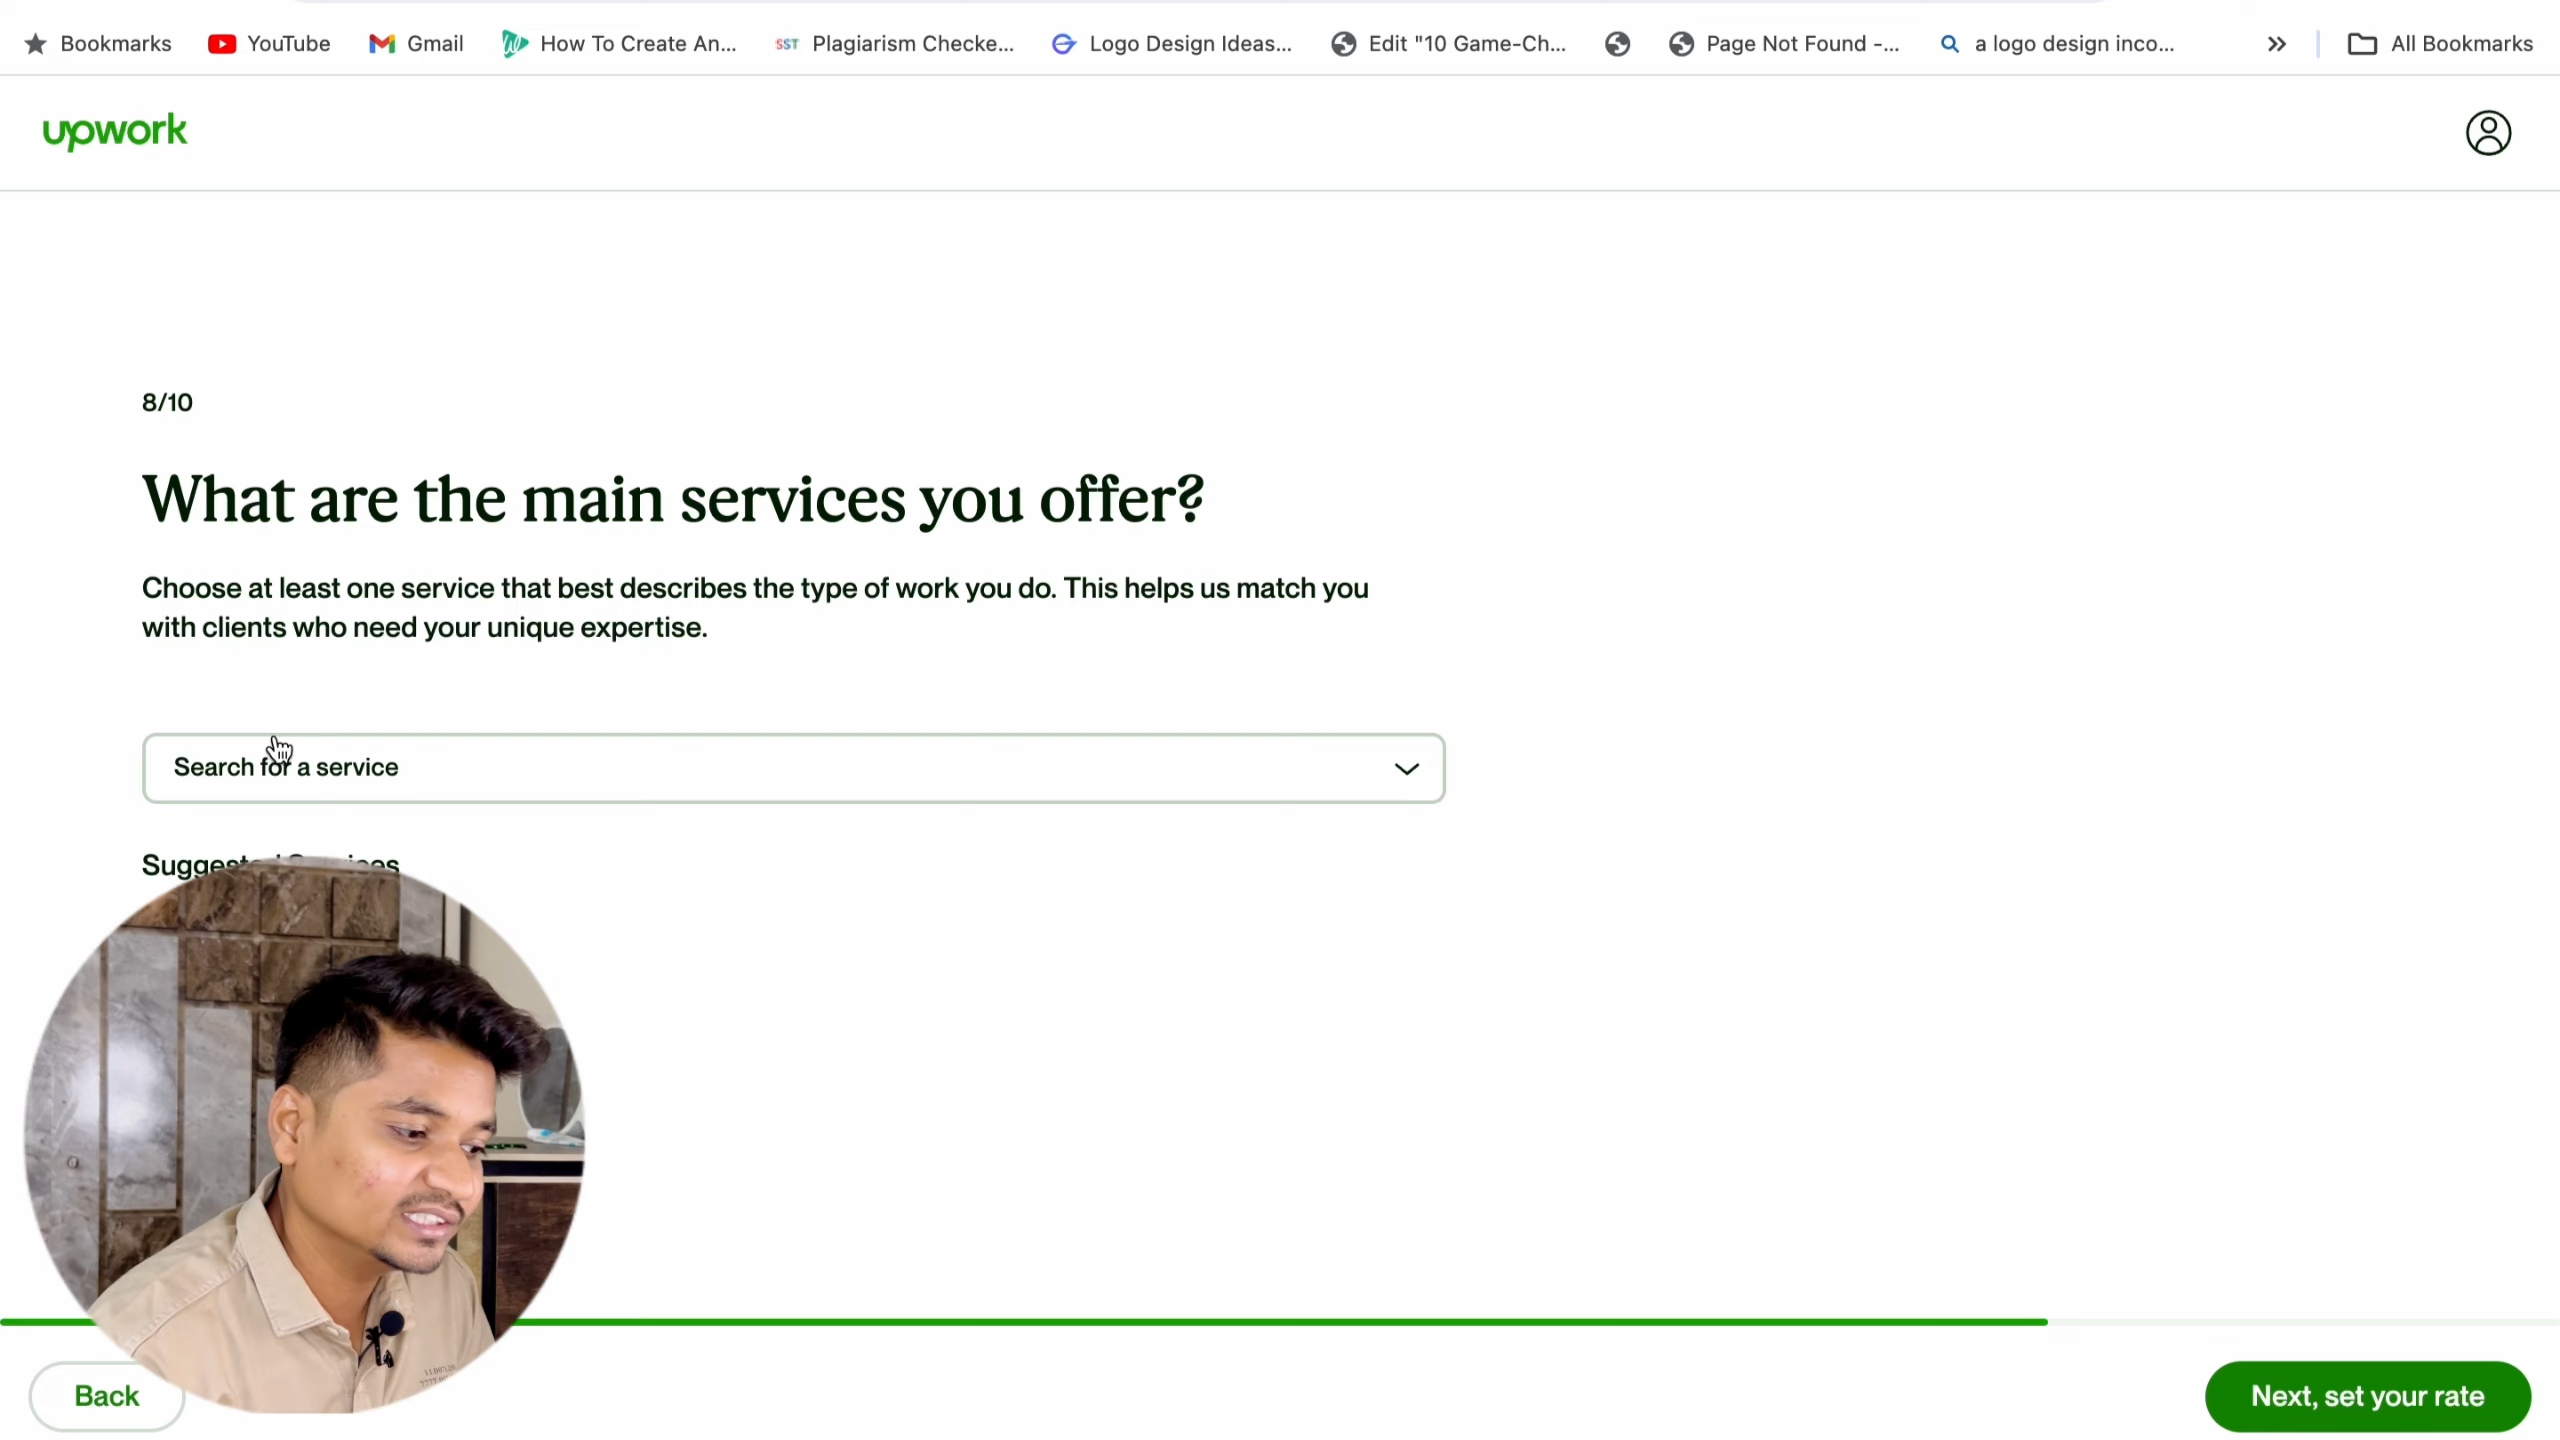 Bookmarks YouTube Gmail How To Create An... SST Plagiarism Checke... Logo Design Ideas... Edit "10 Game-Ch... Page Not Found -... a logo design inco... All Bookmarks
upwork
8/10
What are the main services you offer?
Choose at least one service that best describes the type of work you do. This helps us match you
with clients who need your unique expertise.
Search for a service
Back
Next, set your rate